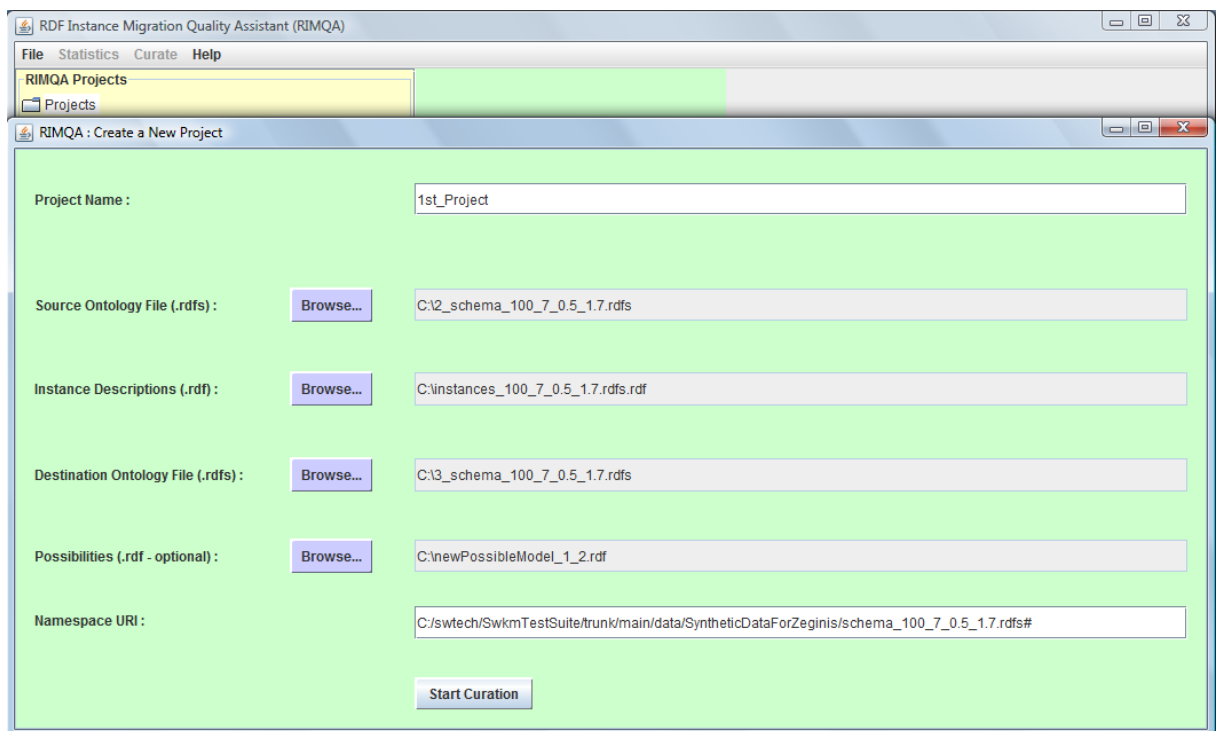 RDF Instance Migration Quality Assistant (RIMQA)
File Statistics Curate Help
RIMQA Projects
Projects
RIMQA : Create a New Project
Project Name : 1st_Project
Source Ontology File (.rdfs) : Browse... C:\2_schema_100_7_0.5_1.7.rdfs
Instance Descriptions (.rdf) : Browse... C:\instances_100_7_0.5_1.7.rdfs.rdf
Destination Ontology File (.rdfs) : Browse... C:\3_schema_100_7_0.5_1.7.rdfs
Possibilities (.rdf - optional) : Browse... C:\newPossibleModel_1_2.rdf
Namespace URI : C:/swtech/SwkmTestSuite/trunk/main/data/SyntheticDataForZeginis/schema_100_7_0.5_1.7.rdfs#
Start Curation